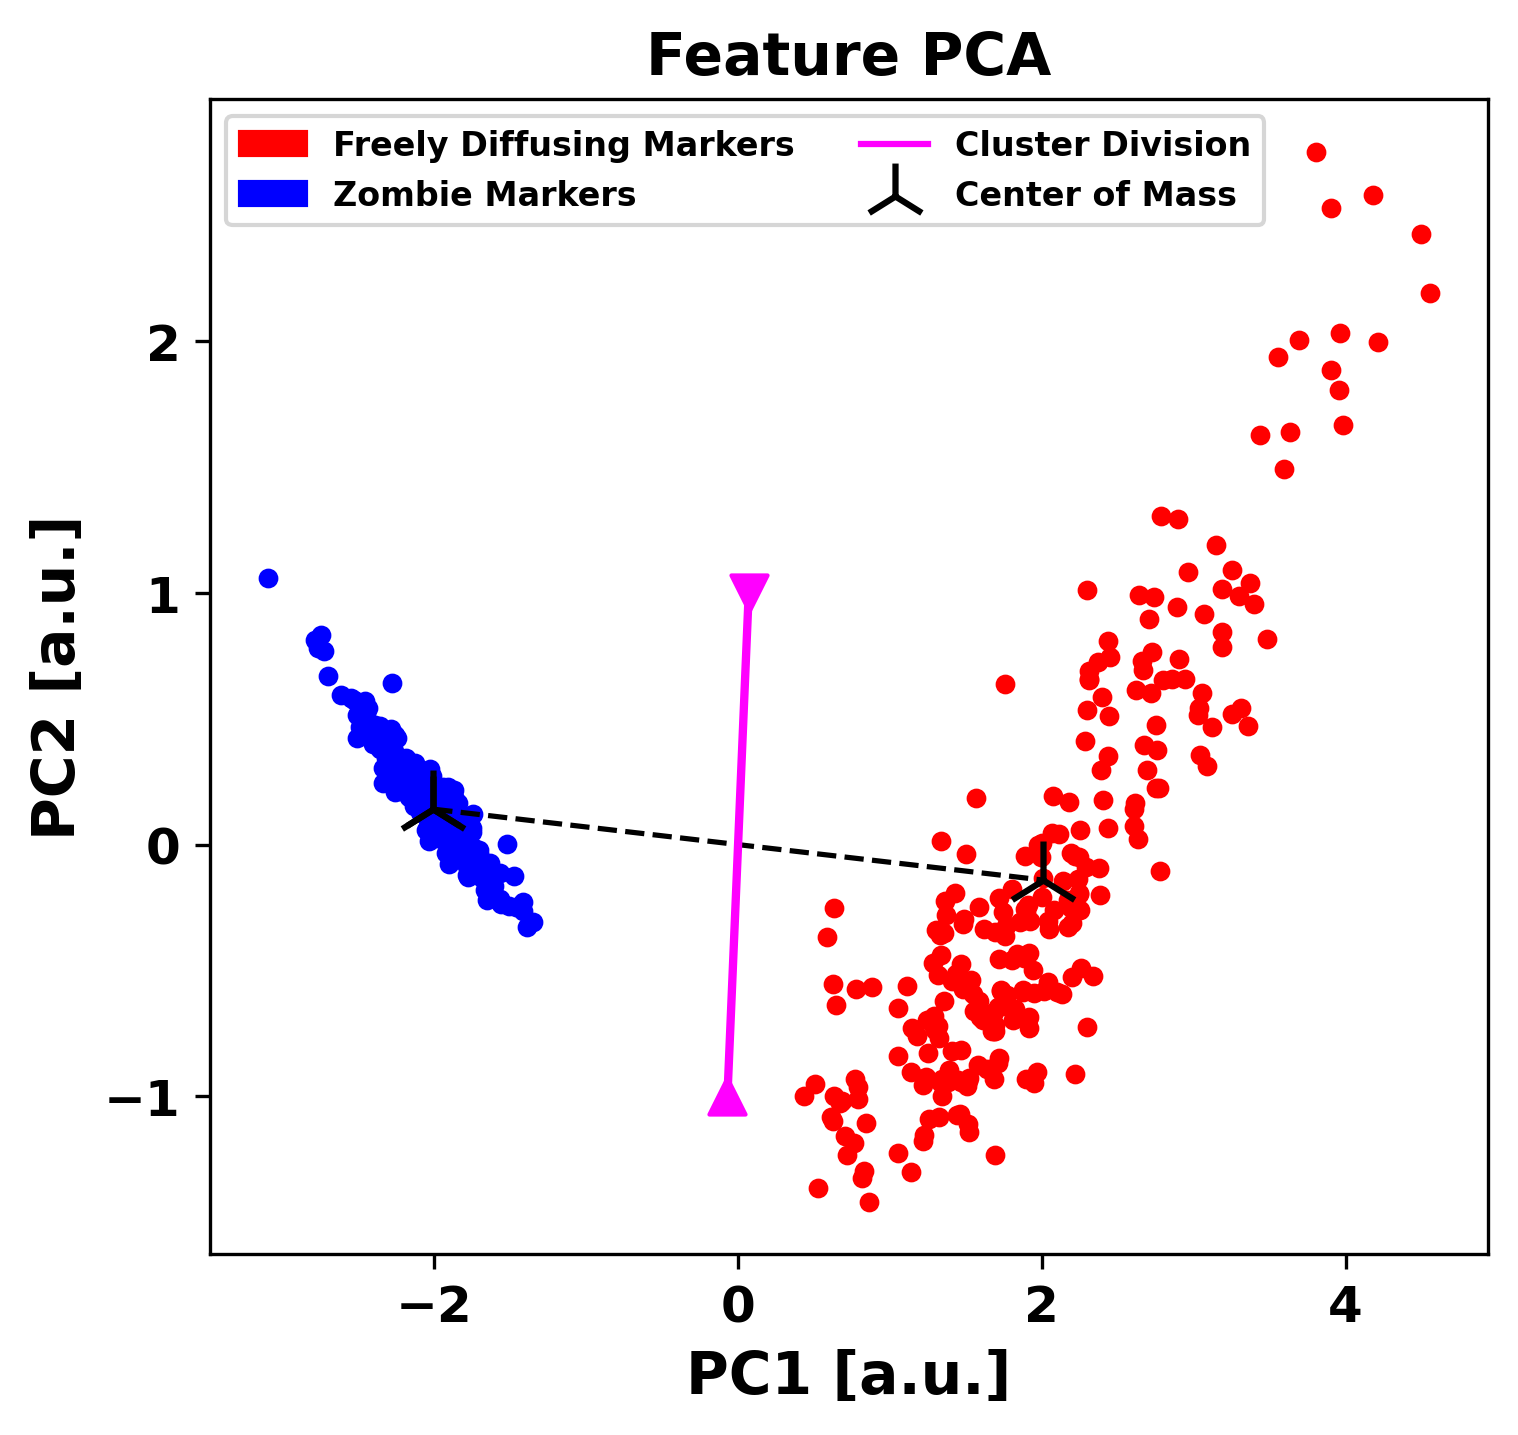 Feature PCA
Freely Diffusing Markers
Zombie Markers
Cluster Division
Center of Mass
PC2 [a.u.]
2
1
0
−1
−2
0
2
4
PC1 [a.u.]